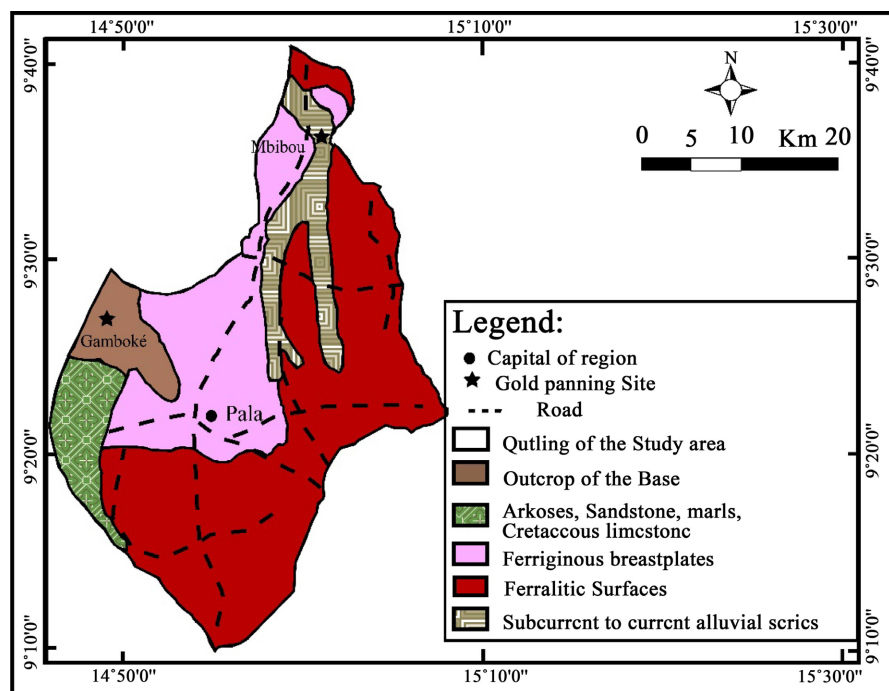 14°50'0" 15°10'0" 15°30'0"
9°40'0" 9°40'0"
N
0 5 10 Km 20
Mbibou
9°30'0" 9°30'0"
Gamboké
Pala
Legend:
Capital of region
Gold panning Site
Road
Qutling of the Study area
Outcrop of the Base
Arkoses, Sandstone, marls,
Cretaccous limcstonc
Ferriginous breastplates
Ferralitic Surfaces
Subcurrcnt to currcnt alluvial scrics
9°20'0" 9°20'0"
9°10'0" 9°10'0"
14°50'0" 15°10'0" 15°30'0"